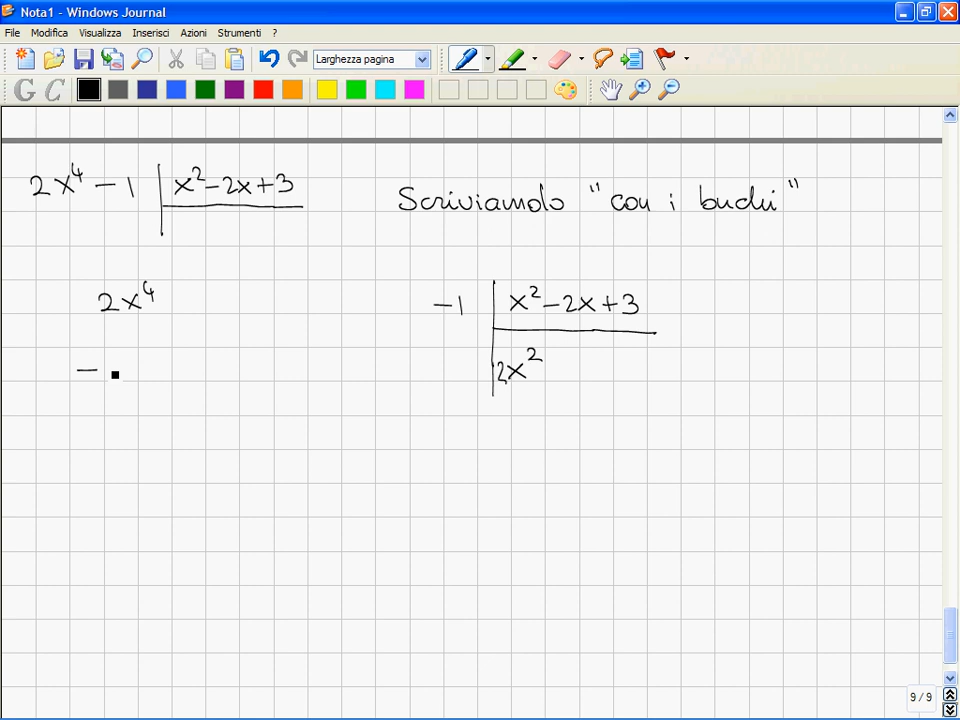 Nota1 - Windows Journal
File Modifica Visualizza Inserisci Azioni Strumenti ?
Larghezza pagina
G C
2x⁴ - 1 | x² - 2x + 3
Scriviamolo "con i buchi"
2x⁴ - 1 | x² - 2x + 3
- 2x²
9 / 9